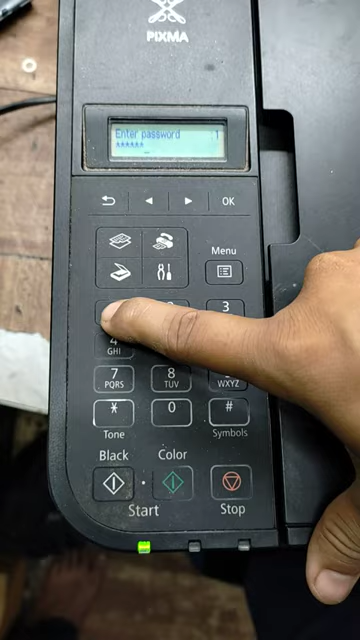 PIXMA
Enter password 1
******
OK
Menu
3
4
GHI
7
PQRS
8
TUV
WXYZ
*
0
#
Tone
Symbols
Black
Color
Start
Stop